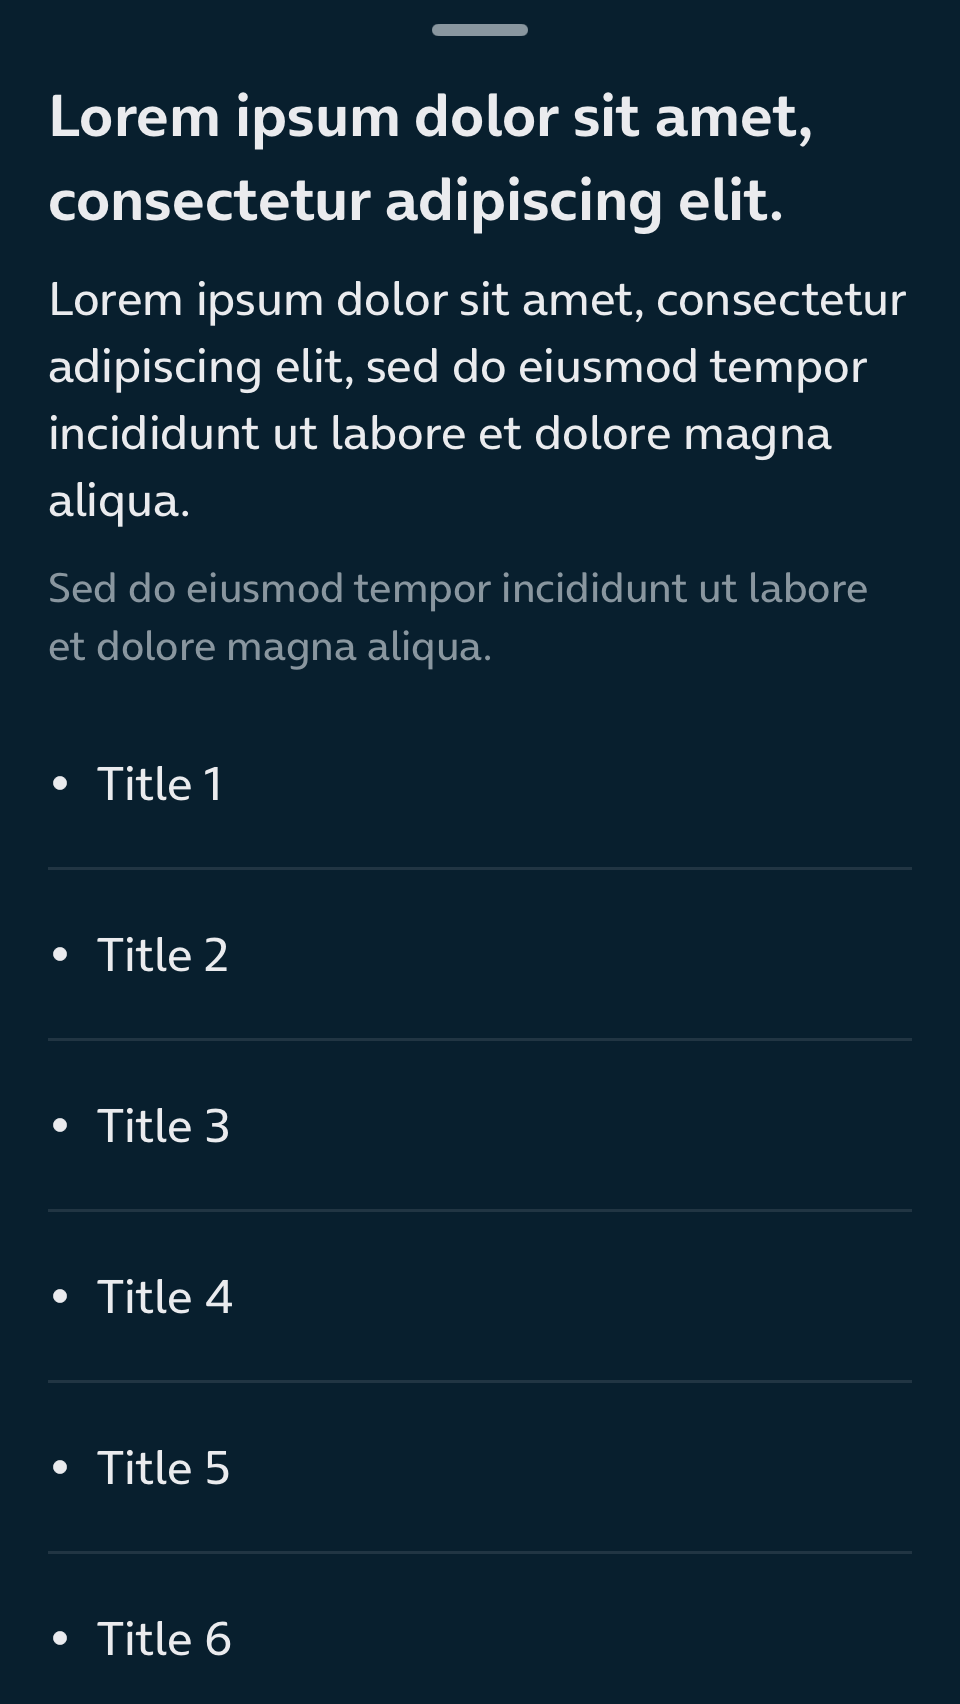 Lorem ipsum dolor sit amet,
consectetur adipiscing elit.
Lorem ipsum dolor sit amet, consectetur
adipiscing elit, sed do eiusmod tempor
incididunt ut labore et dolore magna
aliqua.
Sed do eiusmod tempor incididunt ut labore
et dolore magna aliqua.
• Title 1
• Title 2
• Title 3
• Title 4
• Title 5
• Title 6